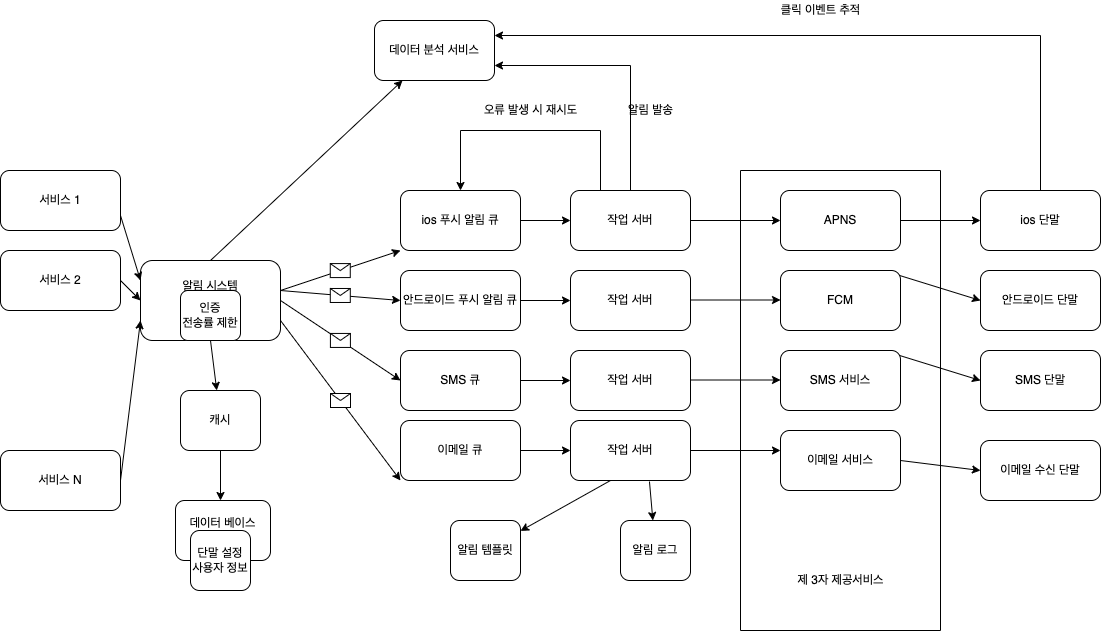 클릭 이벤트 추적
데이터 분석 서비스
오류 발생 시 재시도
알림 발송
서비스 1
ios 푸시 알림 큐
작업 서버
APNS
ios 단말
서비스 2
알림 시스템
인증
전송률 제한
안드로이드 푸시 알림 큐
작업 서버
FCM
안드로이드 단말
SMS 큐
작업 서버
SMS 서비스
SMS 단말
캐시
이메일 큐
작업 서버
이메일 서비스
이메일 수신 단말
서비스 N
데이터 베이스
단말 설정
사용자 정보
알림 템플릿
알림 로그
제 3자 제공서비스